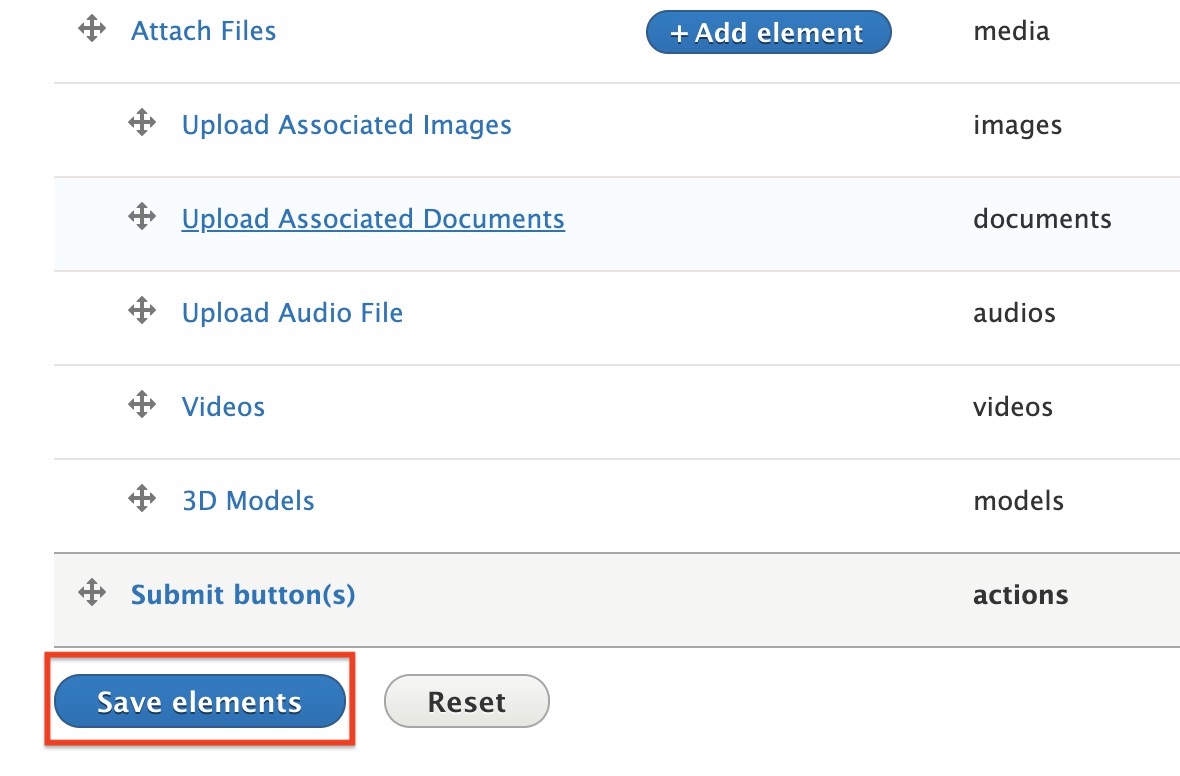 Attach Files + Add element media
Upload Associated Images images
Upload Associated Documents documents
Upload Audio File audios
Videos videos
3D Models models
Submit button(s) actions
Save elements Reset